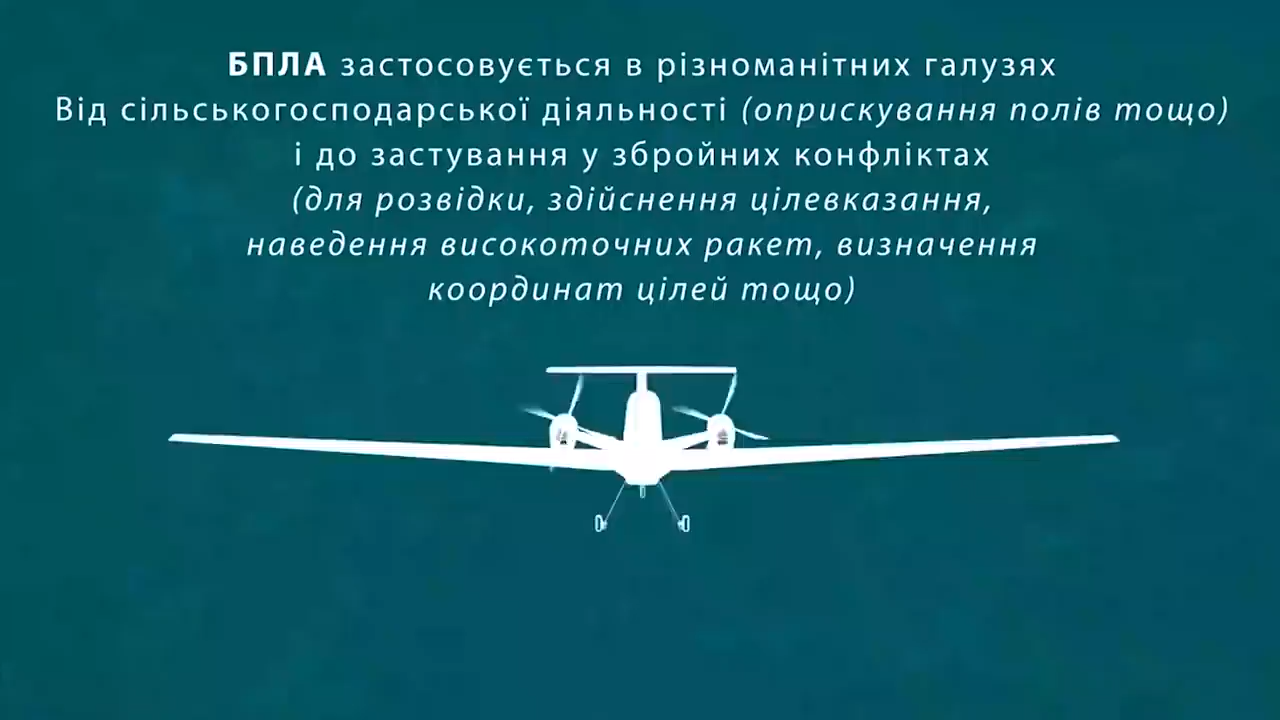 БПЛА застосовується в різноманітних галузях
Від сільськогосподарської діяльності (оприскування полів тощо)
і до застування у збройних конфліктах
(для розвідки, здійснення цілевказання,
наведення високоточних ракет, визначення
координат цілей тощо)